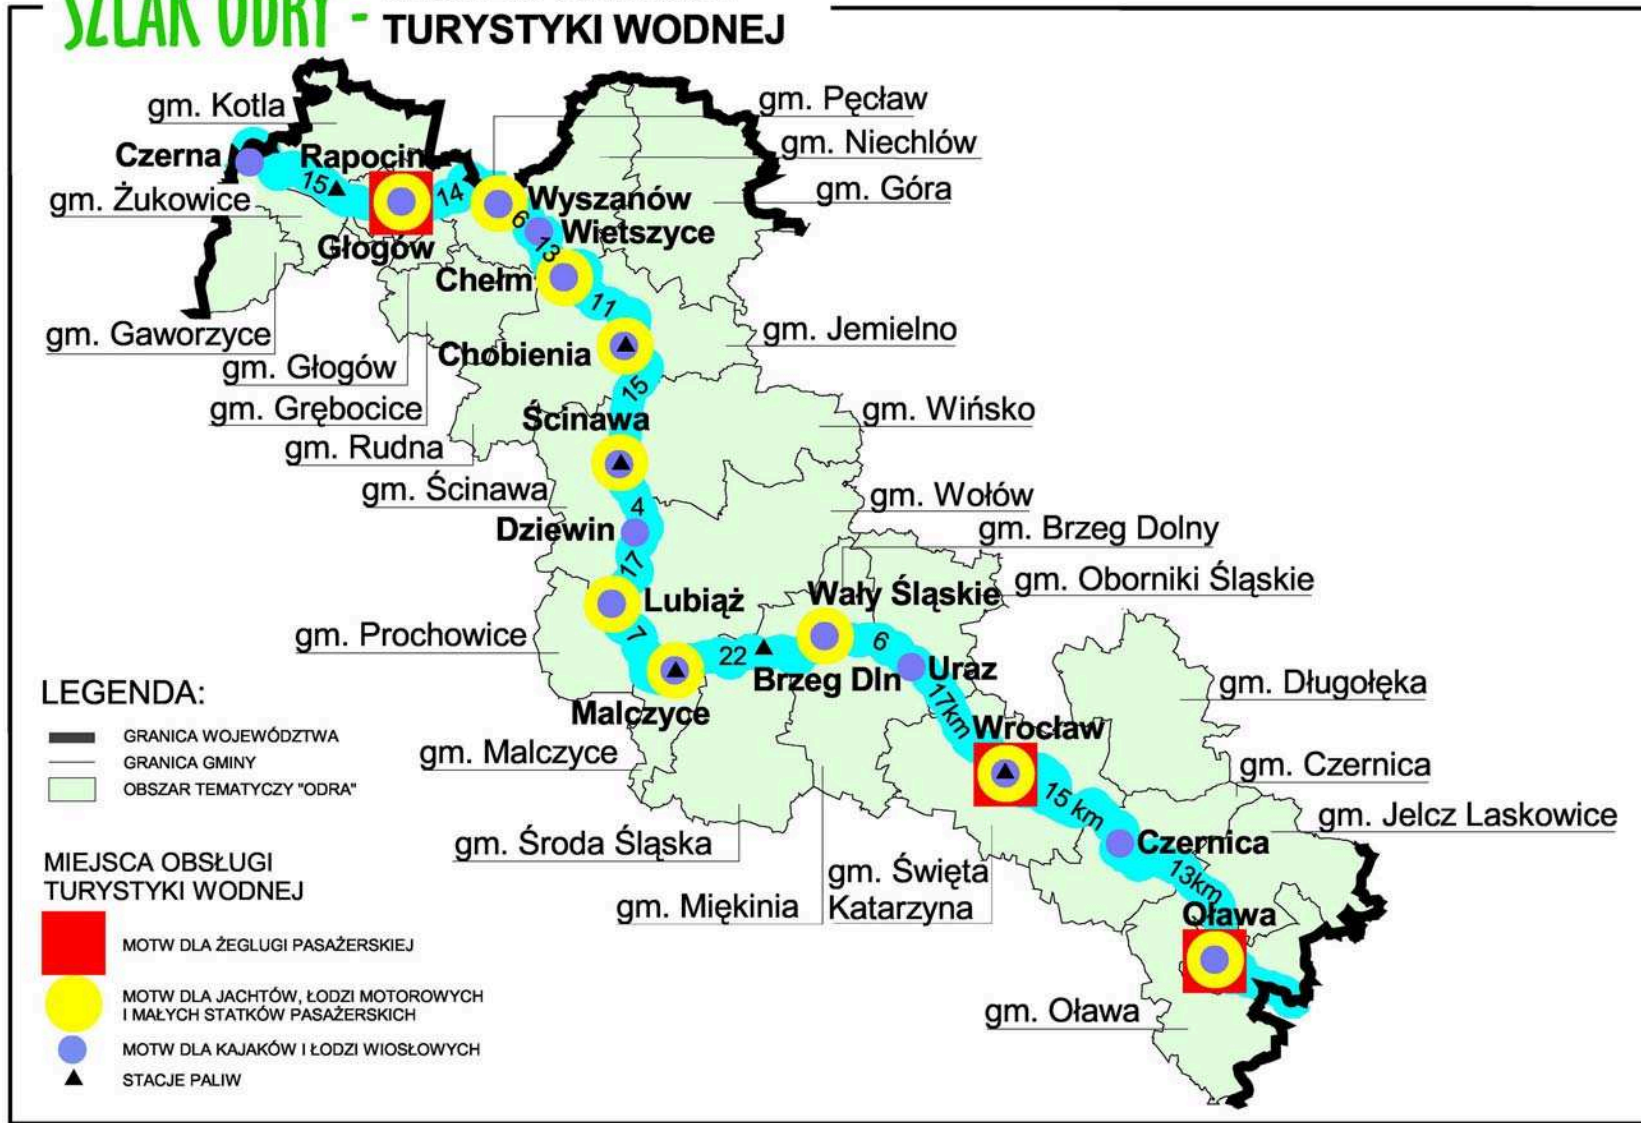 SZLAK ODRY -
TURYSTYKI WODNEJ
gm. Kotla
gm. Pęcław
gm. Niechlów
Czerna
Rapocin
15
14
gm. Góra
gm. Żukowice
Wyszanów
6
Wietszyce
Głogów
13
Chełm
11
gm. Gaworzyce
gm. Jemielno
Chobienia
gm. Głogów
15
gm. Grębocice
gm. Wińsko
Ścinawa
gm. Rudna
gm. Ścinawa
gm. Wołów
4
Dziewin
gm. Brzeg Dolny
17
gm. Oborniki Śląskie
Lubiąż
Wały Śląskie
gm. Prochowice
7
22
6
Brzeg Dln
Uraz
gm. Długołęka
17km
Malczyce
Wrocław
gm. Malczyce
gm. Czernica
15 km
gm. Jelcz Laskowice
gm. Środa Śląska
Czernica
gm. Święta
Katarzyna
13km
gm. Miękinia
Oława
gm. Oława
LEGENDA:
GRANICA WOJEWÓDZTWA
GRANICA GMINY
OBSZAR TEMATYCZY "ODRA"
MIEJSCA OBSŁUGI
TURYSTYKI WODNEJ
MOTW DLA ŻEGLUGI PASAŻERSKIEJ
MOTW DLA JACHTÓW, ŁODZI MOTOROWYCH
I MAŁYCH STATKÓW PASAŻERSKICH
MOTW DLA KAJAKÓW I ŁODZI WIOSŁOWYCH
STACJE PALIW